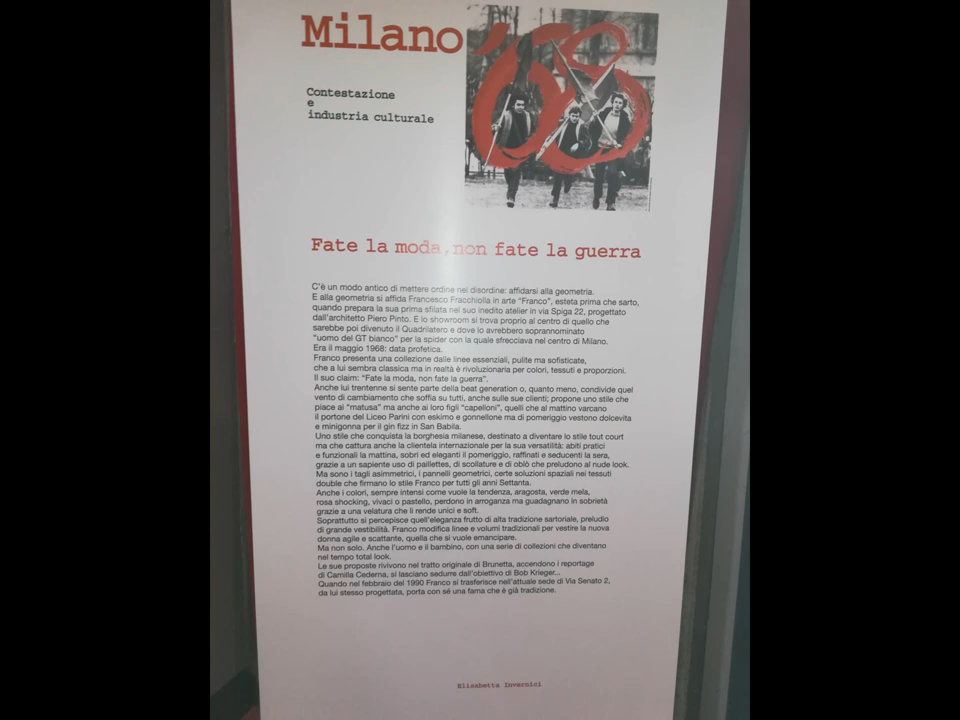 Milano '68
Contestazione
e
industria culturale
Fate la moda, non fate la guerra
C'è un modo antico di mettere ordine nel disordine: affidarsi alla geometria.
E alla geometria si affida Francesco Fracchiolla in arte "Franco", esteta prima che sarto,
quando prepara la sua prima sfilata nel suo inedito atelier in via Spiga 22, progettato
dall'architetto Piero Pinto. E lo showroom si trova proprio al centro di quello che
sarebbe poi divenuto il Quadrilatero e dove lo avrebbero soprannominato
"uomo del GT bianco" per la spider con la quale sfrecciava nel centro di Milano.
Era il maggio 1968: data profetica.
Franco presenta una collezione dalle linee essenziali, pulite ma sofisticate,
che a lui sembra classica ma in realtà è rivoluzionaria per colori, tessuti e proporzioni.
Il suo claim: "Fate la moda, non fate la guerra".
Anche lui trentenne si sente parte della beat generation o, quanto meno, condivide quel
vento di cambiamento che soffia su tutti, anche sulle sue clienti; propone uno stile che
piace ai "matusa" ma anche ai loro figli "capelloni", quelli che al mattino varcano
il portone del Liceo Parini con eskimo e gonnellone ma di pomeriggio vestono dolcevita
e minigonna per il gin fizz in San Babila.
Uno stile che conquista la borghesia milanese, destinato a diventare lo stile tout court
ma che cattura anche la clientela internazionale per la sua versatilità: abiti pratici
e funzionali la mattina, sobri ed eleganti il pomeriggio, raffinati e seducenti la sera,
grazie a un sapiente uso di paillettes, di scollature e di oblò che preludono al nude look.
Ma sono i tagli asimmetrici, i pannelli geometrici, certe soluzioni spaziali nei tessuti
double che firmano lo stile Franco per tutti gli anni Settanta.
Anche i colori, sempre intensi come vuole la tendenza, aragosta, verde mela,
rosa shocking, vivaci o pastello, perdono in arroganza ma guadagnano in sobrietà
grazie a una velatura che li rende unici e soft.
Soprattutto si percepisce quell'eleganza frutto di alta tradizione sartoriale, preludio
di grande vestibilità. Franco modifica linee e volumi tradizionali per vestire la nuova
donna agile e scattante, quella che si vuole emancipare.
Ma non solo. Anche l'uomo e il bambino, con una serie di collezioni che diventano
nel tempo total look.
Le sue proposte rivivono nel tratto originale di Brunetta, accendono i reportage
di Camilla Cederna, si lasciano sedurre dall'obiettivo di Bob Krieger...
Quando nel febbraio del 1990 Franco si trasferisce nell'attuale sede di Via Senato 2,
da lui stesso progettata, porta con sé una fama che è già tradizione.
Elisabetta Invernici